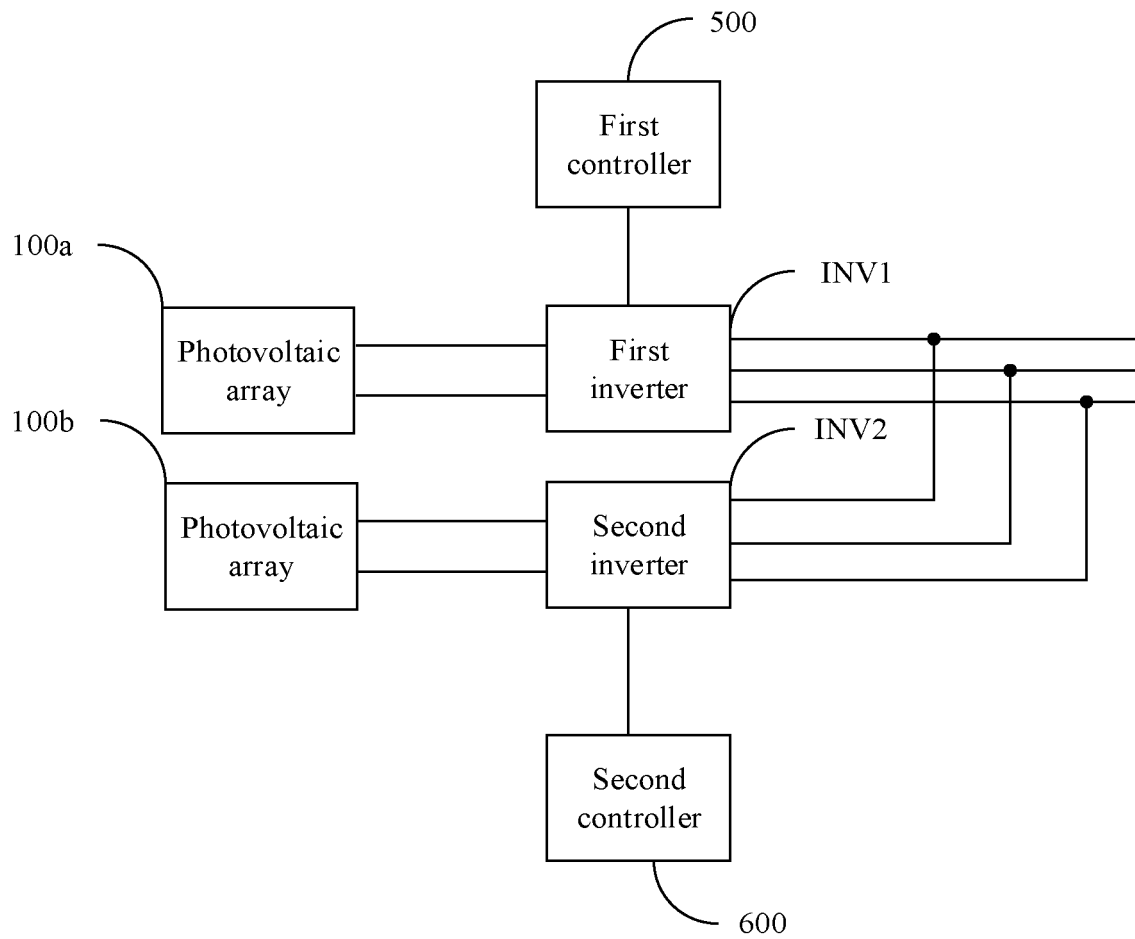 500
First
controller
100a
INV1
Photovoltaic
array
First
inverter
100b
INV2
Photovoltaic
array
Second
inverter
Second
controller
600